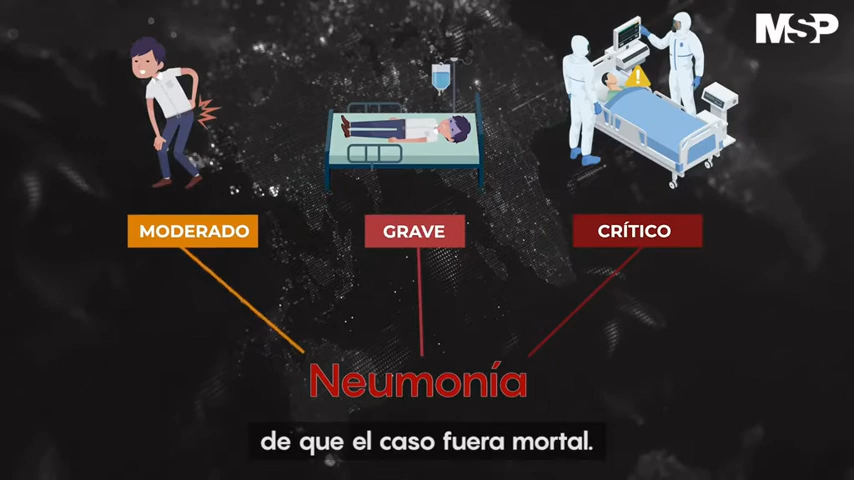 MSP
MODERADO
GRAVE
CRÍTICO
Neumonía
de que el caso fuera mortal.